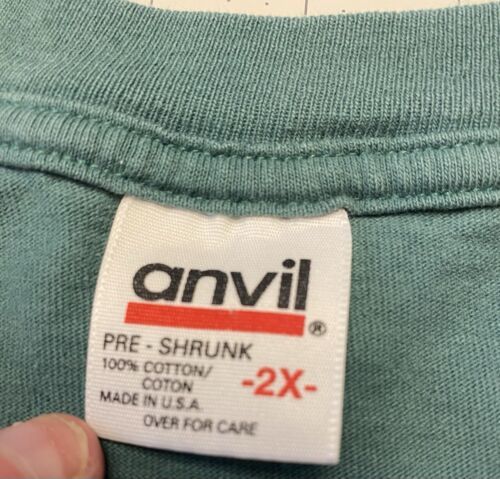 anvil®
PRE - SHRUNK
100% COTTON/
COTON
-2X-
MADE IN U.S.A.
OVER FOR CARE